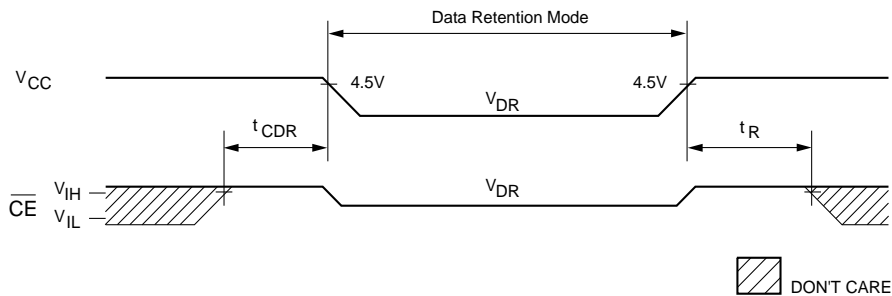 Data Retention Mode
VCC
4.5V
4.5V
VDR
tCDR
tR
VIH
VDR
CE
VIL
DON'T CARE